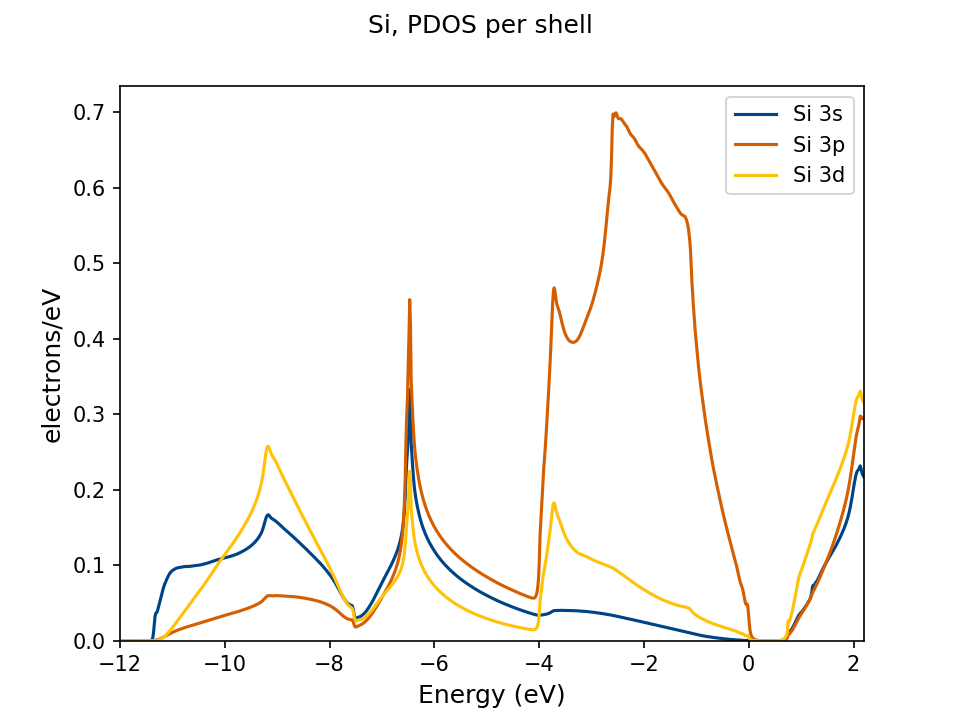 Si, PDOS per shell
Si 3s
Si 3p
Si 3d
electrons/eV
0.7
0.6
0.5
0.4
0.3
0.2
0.1
0.0
−12
−10
−8
−6
−4
−2
0
2
Energy (eV)